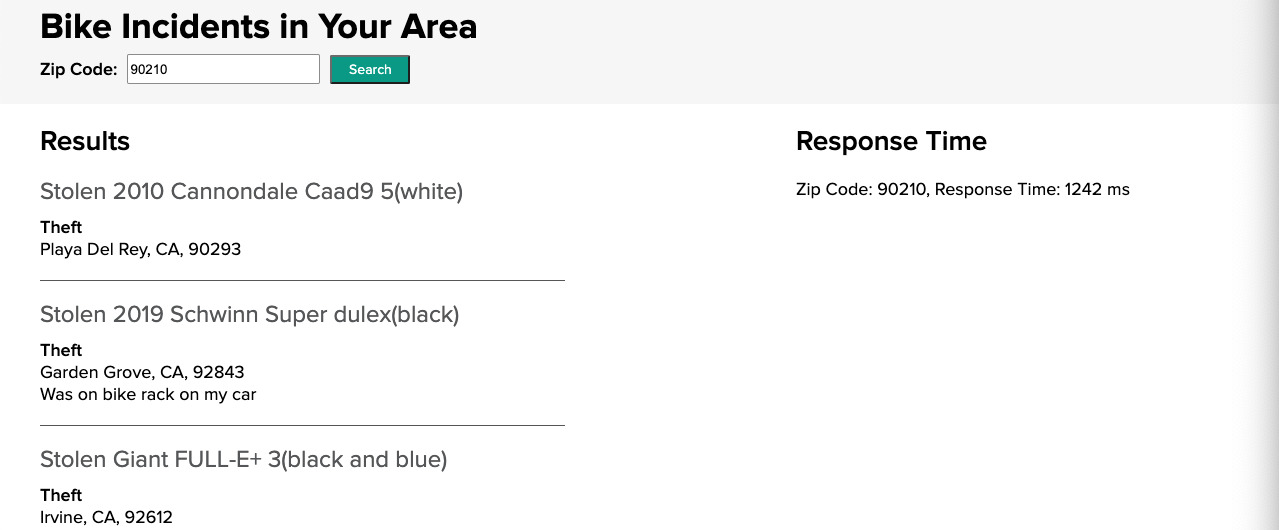 Bike Incidents in Your Area
Zip Code: 90210 Search
Results
Stolen 2010 Cannondale Caad9 5(white)
Theft
Playa Del Rey, CA, 90293
Stolen 2019 Schwinn Super dulex(black)
Theft
Garden Grove, CA, 92843
Was on bike rack on my car
Stolen Giant FULL-E+ 3(black and blue)
Theft
Irvine, CA, 92612
Response Time
Zip Code: 90210, Response Time: 1242 ms